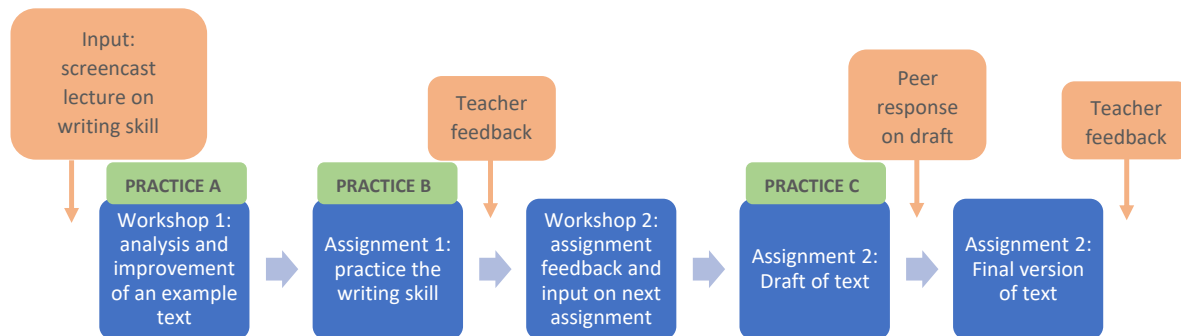 Input:
screencast
lecture on
writing skill
Teacher
feedback
Peer
response
on draft
Teacher
feedback
PRACTICE A
Workshop 1:
analysis and
improvement
of an example
text
PRACTICE B
Assignment 1:
practice the
writing skill
Workshop 2:
assignment
feedback and
input on next
assignment
PRACTICE C
Assignment 2:
Draft of text
Assignment 2:
Final version
of text